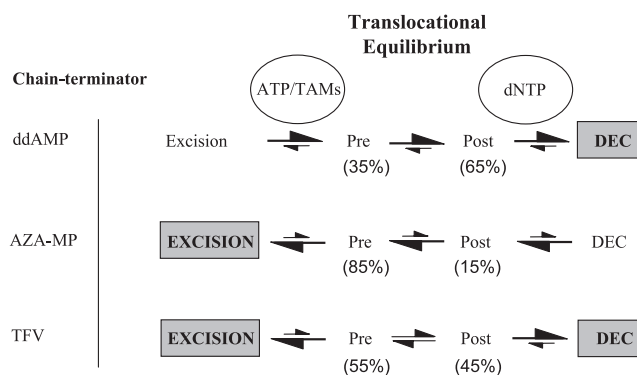 Translocational
Equilibrium
Chain-terminator
ATP/TAMs
dNTP
ddAMP Excision Pre Post DEC
(35%) (65%)
AZA-MP EXCISION Pre Post DEC
(85%) (15%)
TFV EXCISION Pre Post DEC
(55%) (45%)